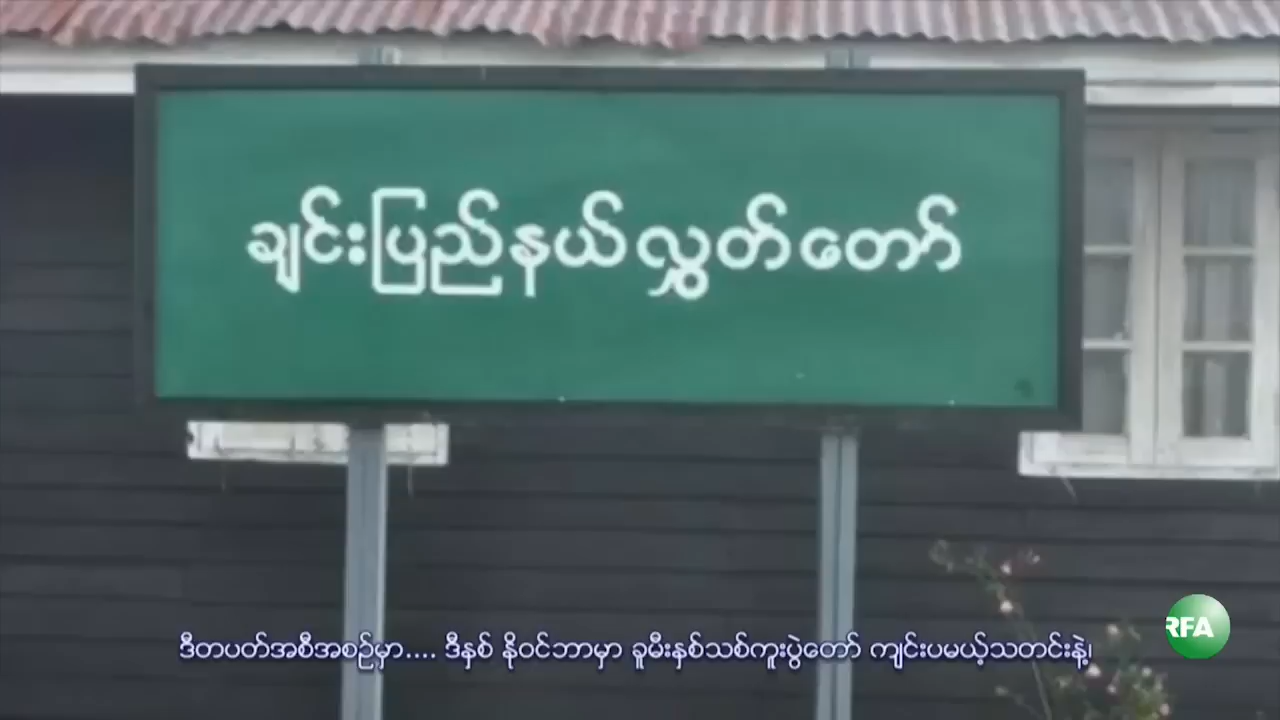 ချင်းပြည်နယ်လွှတ်တော်
ဒီတပတ်အစီအစဉ်မှာ.... ဒီနှစ် နိုဝင်ဘာမှာ ခူမီးနှစ်သစ်ကူးပွဲတော် ကျင်းပမယ့်သတင်းနဲ့၊
RFA